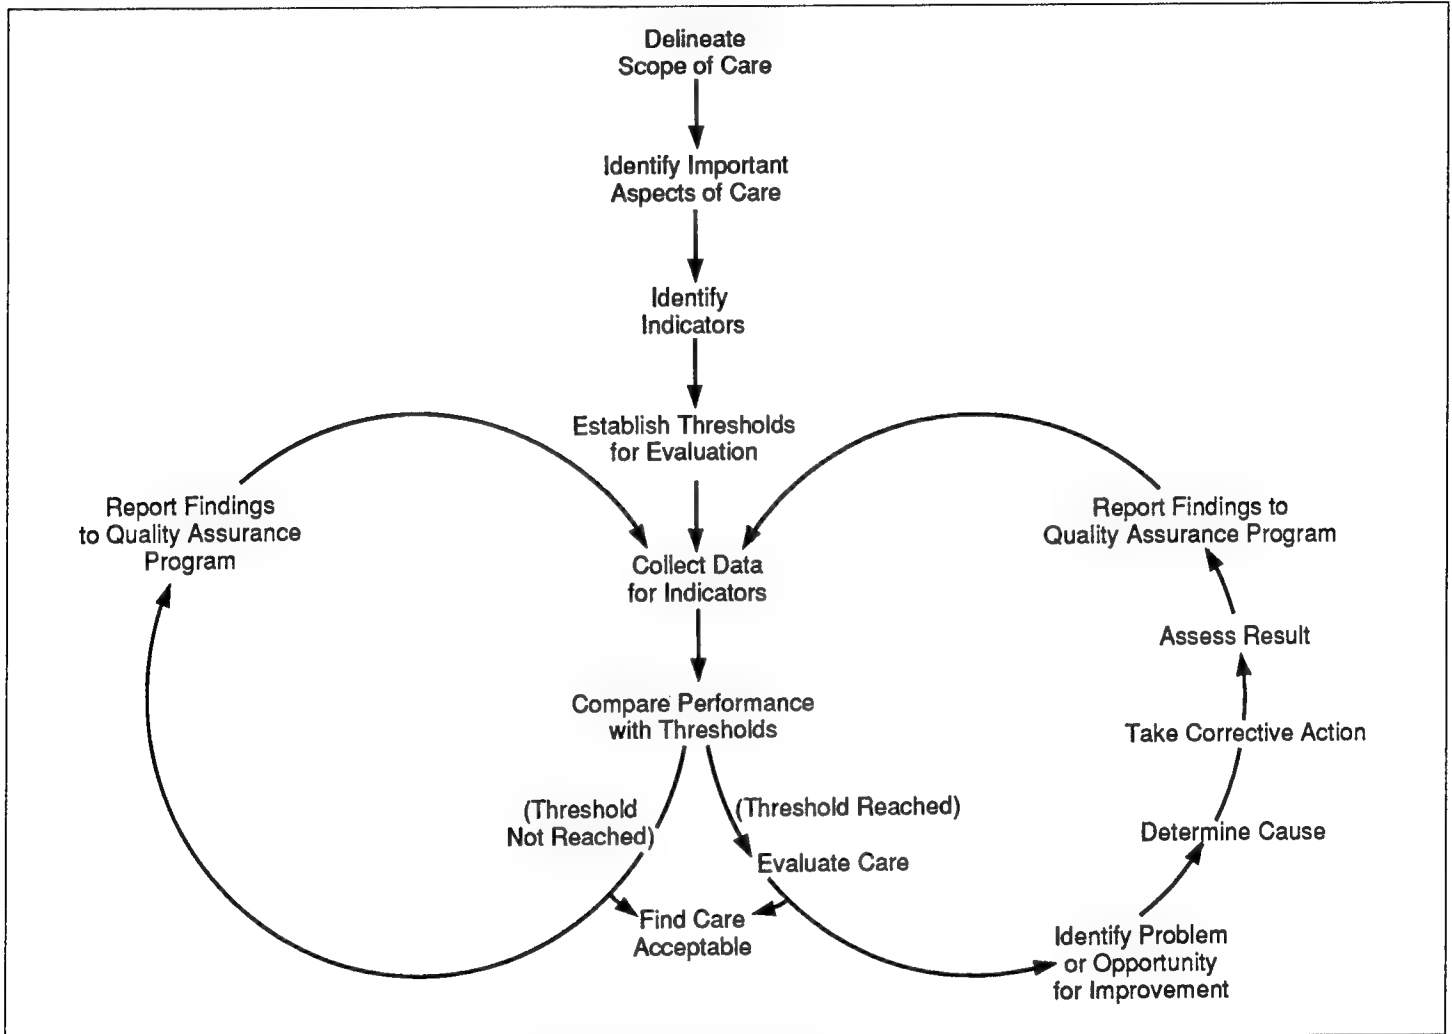 Delineate
Scope of Care
Identify Important
Aspects of Care
Identify
Indicators
Establish Thresholds
for Evaluation
Report Findings
to Quality Assurance
Program
Report Findings to
Quality Assurance Program
Collect Data
for Indicators
Assess Result
Compare Performance
with Thresholds
Take Corrective Action
(Threshold
Not Reached)
(Threshold Reached)
Determine Cause
Evaluate Care
Find Care
Acceptable
Identify Problem
or Opportunity
for Improvement